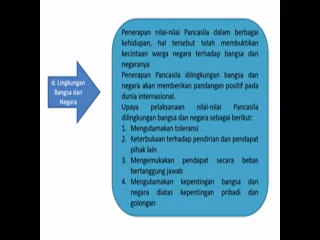 d. Lingkungan
Bangsa dan
Negara
Penerapan nilai-nilai Pancasila dalam berbagai
kehidupan, hal tersebut telah membuktikan
kecintaan warga negara terhadap bangsa dan
negaranya
Penerapan Pancasila dilingkungan bangsa dan
negara akan memberikan pandangan positif pada
dunia internasional.
Upaya pelaksanaan nilai-nilai Pancasila
dilingkungan bangsa dan negara sebagai berikut:
1. Mengutamakan toleransi
2. Keterbukaan terhadap pendirian dan pendapat
pihak lain
3. Mengemukakan pendapat secara bebas
bertanggung jawab
4. Mengutamakan kepentingan bangsa dan
negara diatas kepentingan pribadi dan
golongan